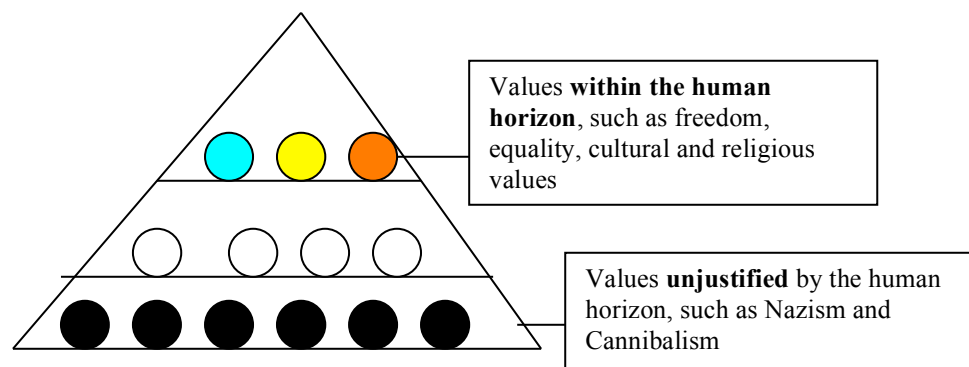 Values within the human
horizon, such as freedom,
equality, cultural and religious
values
Values unjustified by the human
horizon, such as Nazism and
Cannibalism